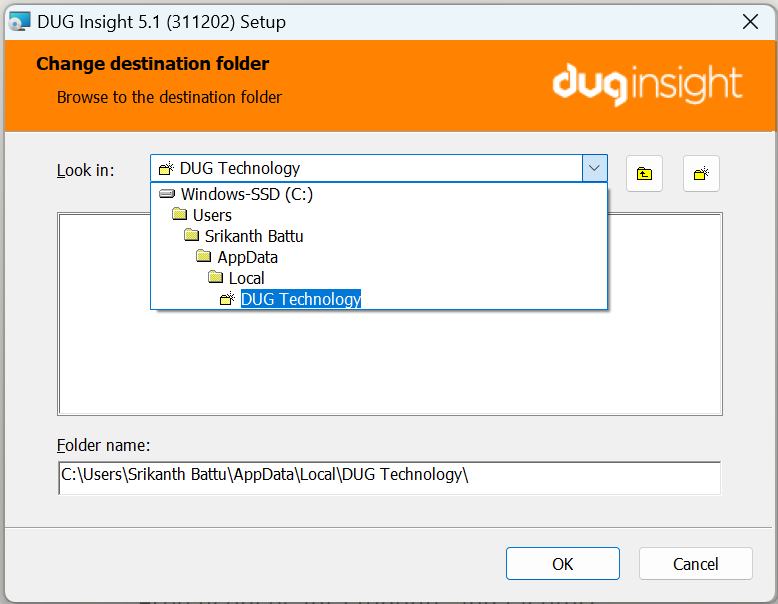 DUG Insight 5.1 (311202) Setup
Change destination folder
Browse to the destination folder
duginsight
Look in:
DUG Technology
Windows-SSD (C:)
Users
Srikanth Battu
AppData
Local
DUG Technology
Folder name:
C:\Users\Srikanth Battu\AppData\Local\DUG Technology\
OK
Cancel